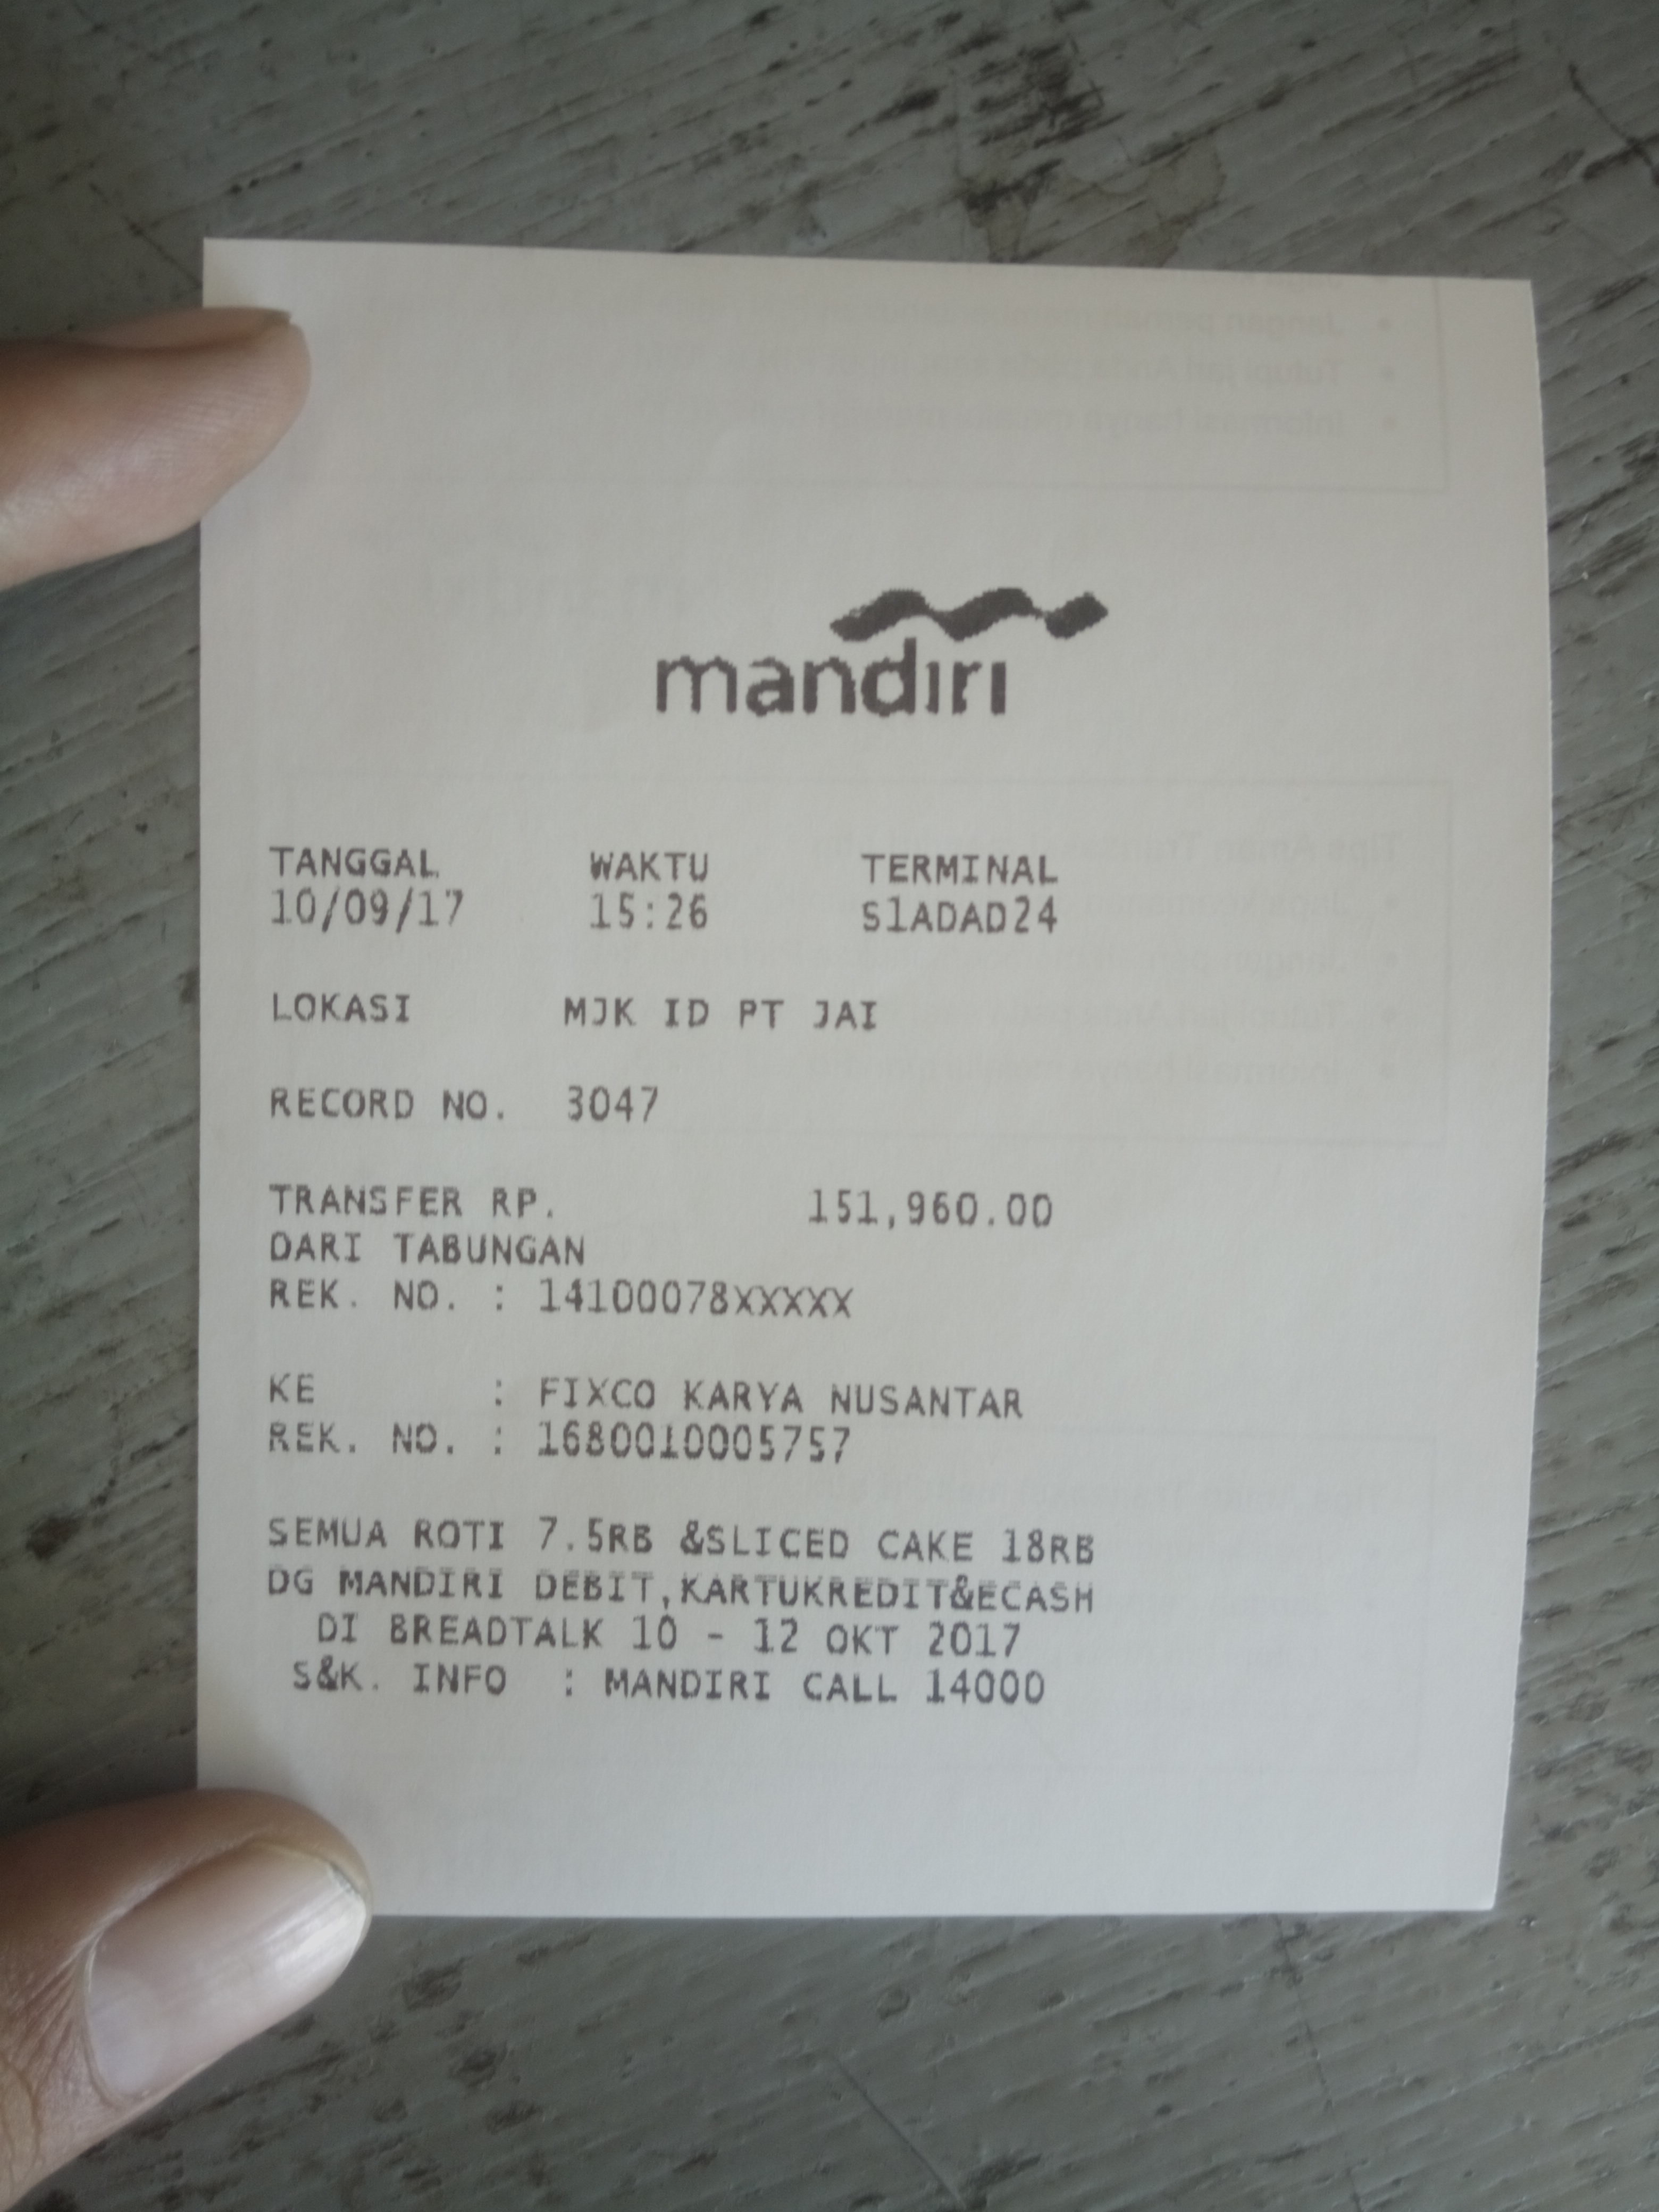 mandiri
TANGGAL WAKTU TERMINAL
10/09/17 15:26 S1ADAD24
LOKASI MJK ID PT JAI
RECORD NO. 3047
TRANSFER RP. 151,960.00
DARI TABUNGAN
REK. NO. : 14100078XXXXX
KE : FIXCO KARYA NUSANTAR
REK. NO. : 1680010005757
SEMUA ROTI 7.5RB &SLICED CAKE 18RB
DG MANDIRI DEBIT,KARTUKREDIT&ECASH
DI BREADTALK 10 - 12 OKT 2017
S&K. INFO : MANDIRI CALL 14000